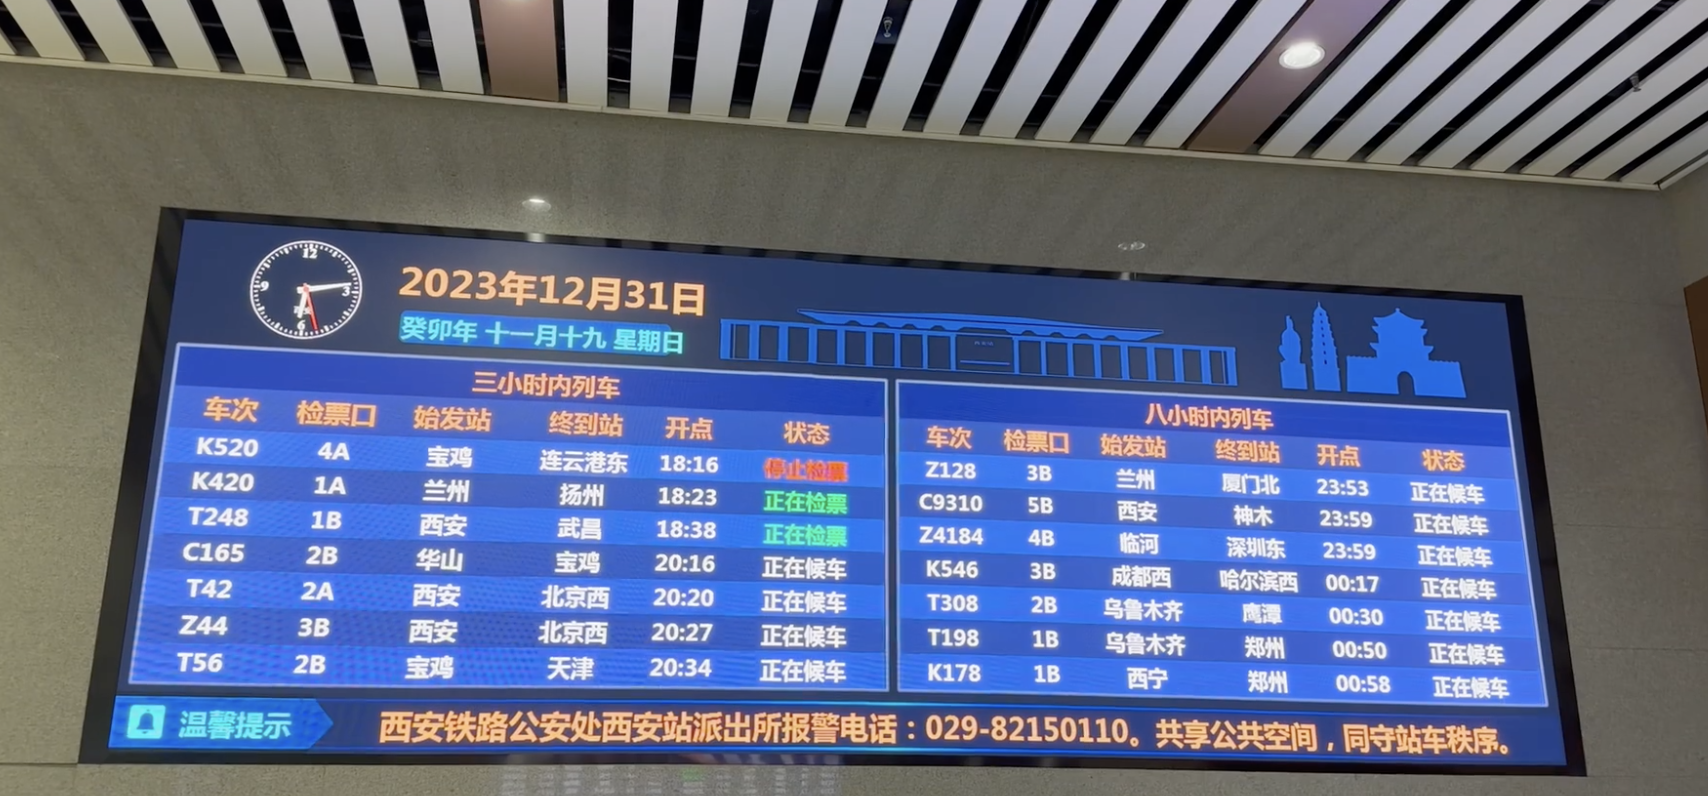 12
3
6
9
2023年12月31日
癸卯年 十一月十九 星期日
三小时内列车
车次 检票口 始发站 终到站 开点 状态
K520 4A 宝鸡 连云港东 18:16 停止检票
K420 1A 兰州 扬州 18:23 正在检票
T248 1B 西安 武昌 18:38 正在检票
C165 2B 华山 宝鸡 20:16 正在候车
T42 2A 西安 北京西 20:20 正在候车
Z44 3B 西安 北京西 20:27 正在候车
T56 2B 宝鸡 天津 20:34 正在候车
八小时内列车
车次 检票口 始发站 终到站 开点 状态
Z128 3B 兰州 厦门北 23:53 正在候车
C9310 5B 西安 神木 23:59 正在候车
Z4184 4B 临河 深圳东 23:59 正在候车
K546 3B 成都西 哈尔滨西 00:17 正在候车
T308 2B 乌鲁木齐 鹰潭 00:30 正在候车
T198 1B 乌鲁木齐 郑州 00:50 正在候车
K178 1B 西宁 郑州 00:58 正在候车
温馨提示 西安铁路公安处西安站派出所报警电话：029-82150110。共享公共空间，同守站车秩序。